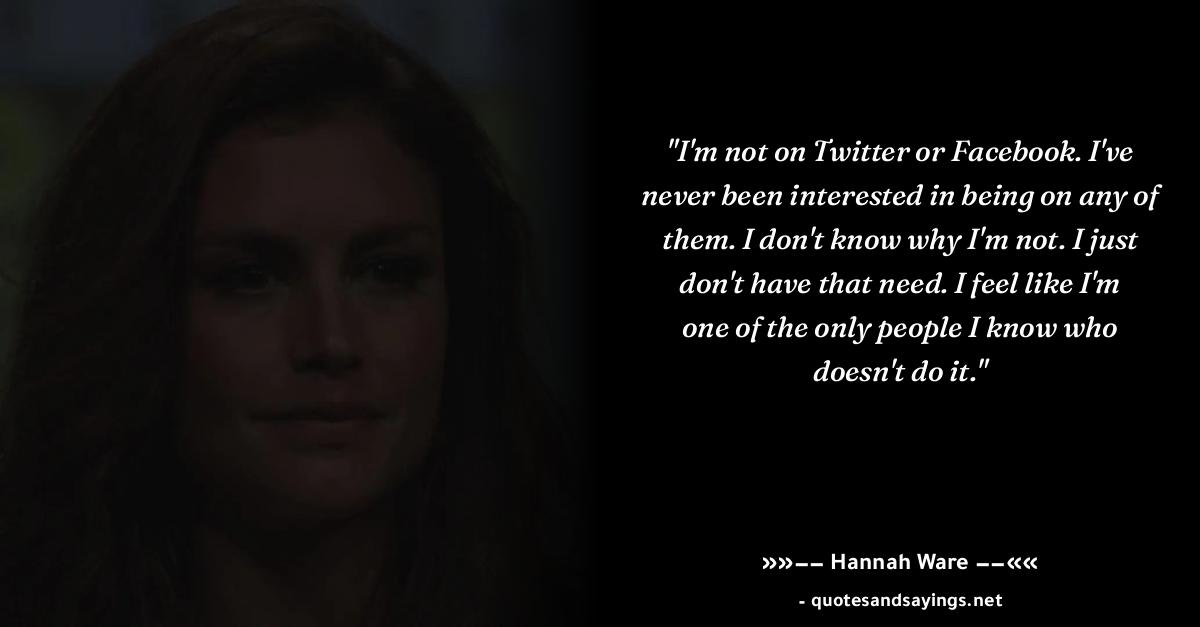 "I'm not on Twitter or Facebook. I've
never been interested in being on any of
them. I don't know why I'm not. I just
don't have that need. I feel like I'm
one of the only people I know who
doesn't do it."
»»−− Hannah Ware −−««
- quotesandsayings.net